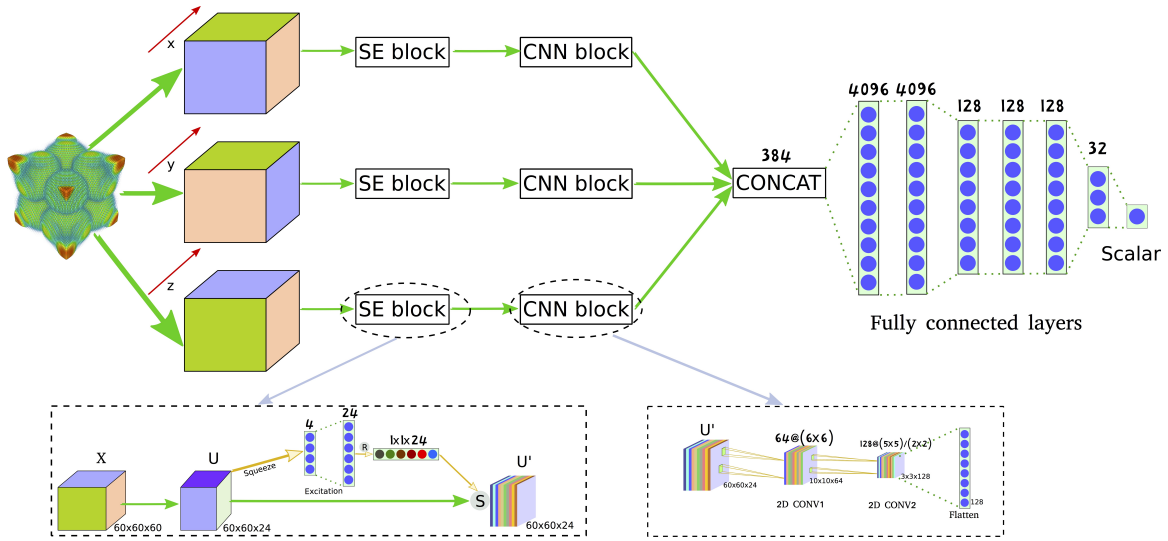 x
SE block
CNN block
y
SE block
CNN block
z
SE block
CNN block
384
CONCAT
4096
4096
128
128
128
32
Scalar
Fully connected layers
X
60x60x60
U
60x60x24
Squeeze
4
24
Excitation
R
1x1x24
S
U'
60x60x24
U'
60x60x24
64@(6x6)
10x10x64
2D CONV1
128@(5x5)/(2x2)
3x3x128
2D CONV2
128
Flatten